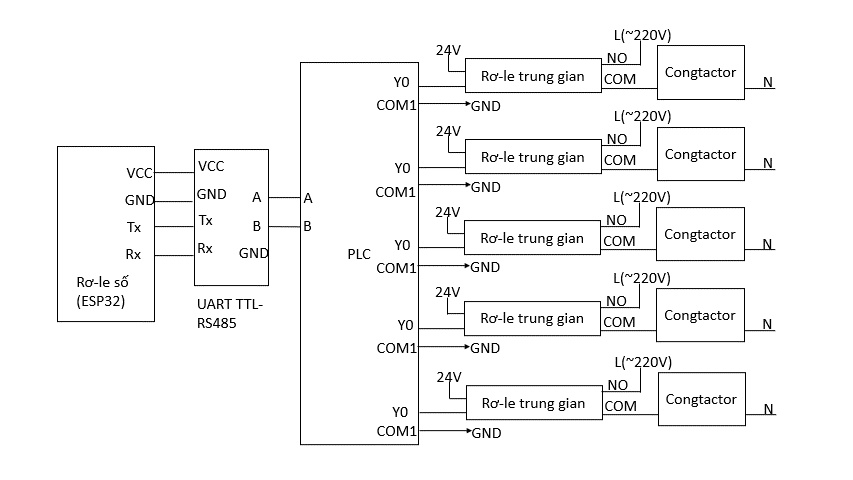 VCC
GND
Tx
Rx
Rơ-le số
(ESP32)
VCC
GND
Tx
Rx
A
B
GND
UART TTL-
RS485
A
B
PLC
Y0
COM1
24V
GND
Rơ-le trung gian
L(~220V)
NO
COM
Congtactor
N
Y0
COM1
24V
GND
Rơ-le trung gian
L(~220V)
NO
COM
Congtactor
N
Y0
COM1
24V
GND
Rơ-le trung gian
L(~220V)
NO
COM
Congtactor
N
Y0
COM1
24V
GND
Rơ-le trung gian
L(~220V)
NO
COM
Congtactor
N
Y0
COM1
24V
GND
Rơ-le trung gian
L(~220V)
NO
COM
Congtactor
N